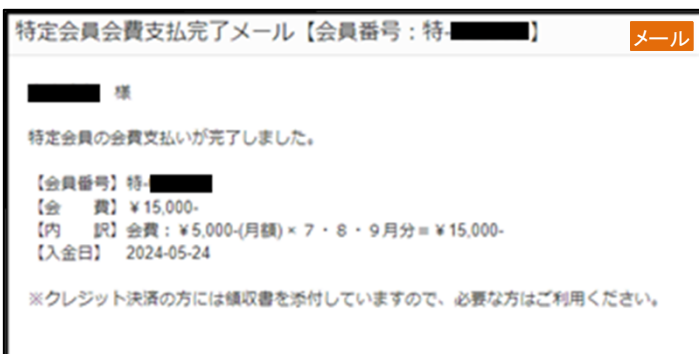 特定会員会費支払完了メール【会員番号：特-】
メール
様
特定会員の会費支払いが完了しました。
【会員番号】特-
【会　　費】￥15,000-
【内　　訳】会費：￥5,000-(月額)×７・８・９月分＝￥15,000-
【入金日】　2024-05-24
※クレジット決済の方には領収書を添付していますので、必要な方はご利用ください。